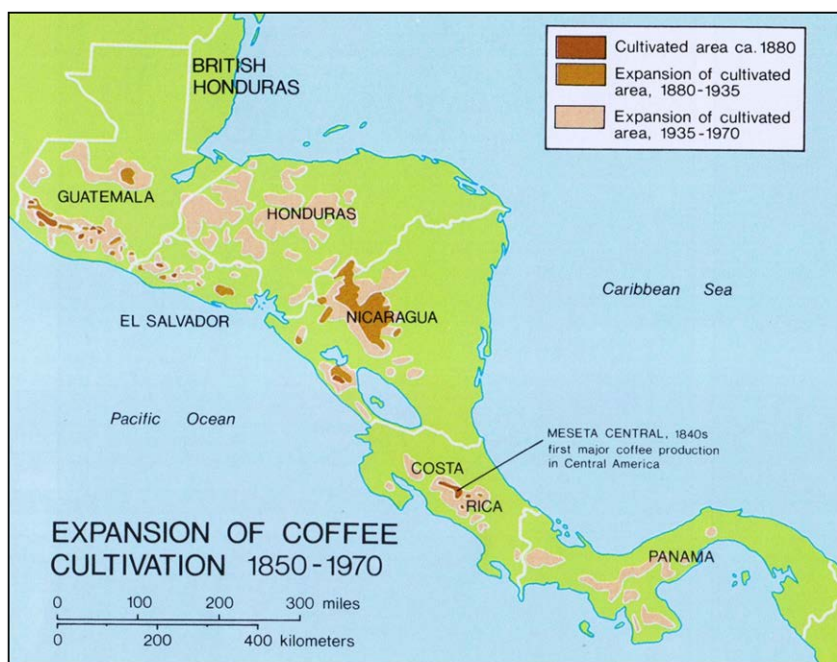 Cultivated area ca. 1880
Expansion of cultivated
area, 1880-1935
Expansion of cultivated
area, 1935-1970
BRITISH
HONDURAS
GUATEMALA
HONDURAS
Caribbean Sea
EL SALVADOR
NICARAGUA
Pacific Ocean
MESETA CENTRAL, 1840s
first major coffee production
in Central America
COSTA
RICA
PANAMA
EXPANSION OF COFFEE
CULTIVATION 1850-1970
0 100 200 300 miles
0 200 400 kilometers